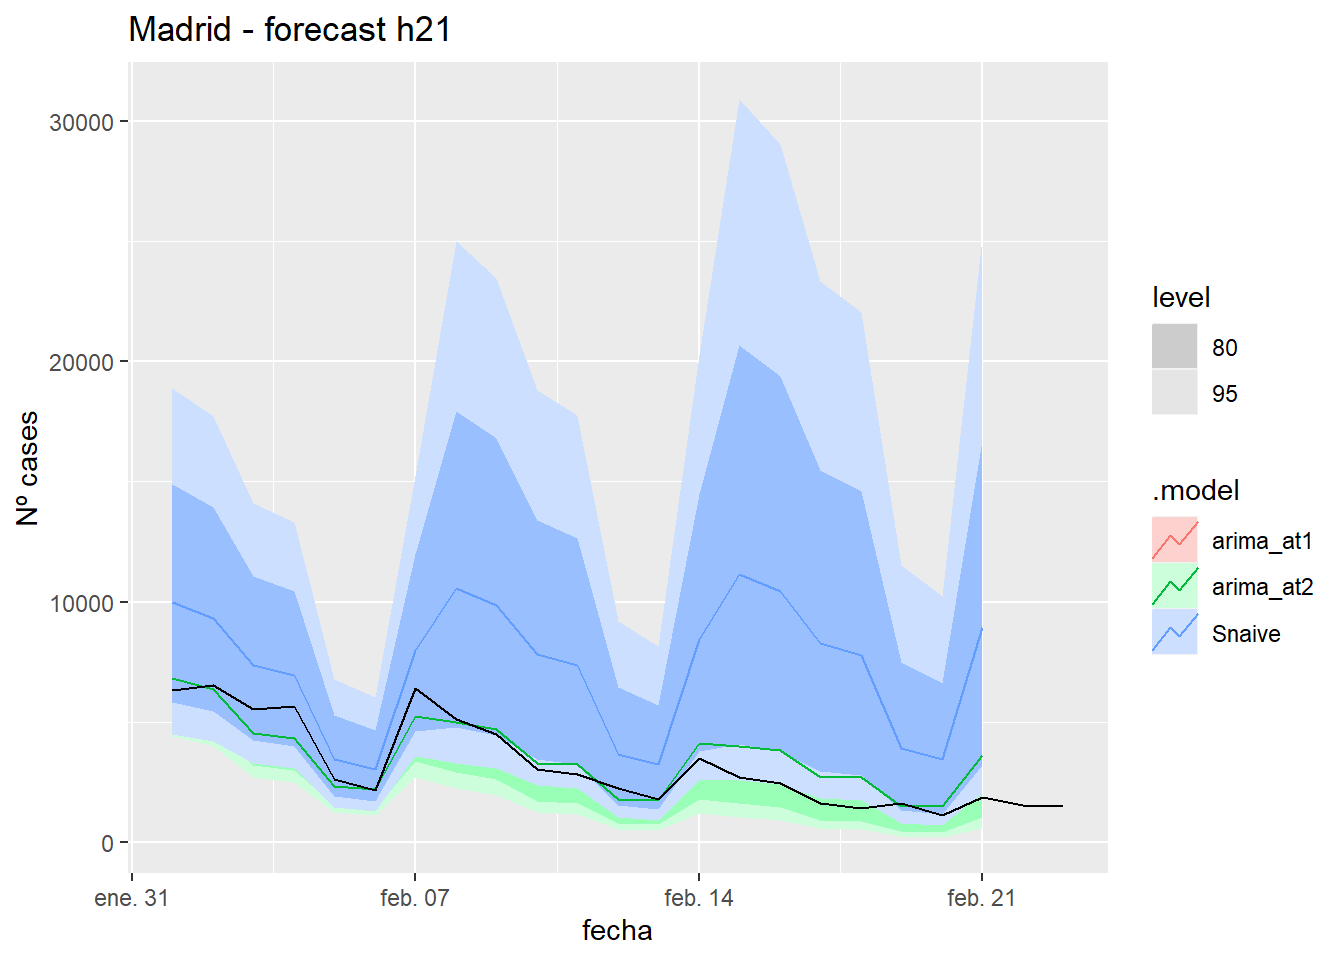 Madrid - forecast h21
30000
20000
10000
0
Nº cases
ene. 31
feb. 07
feb. 14
feb. 21
fecha
level
80
95
.model
arima_at1
arima_at2
Snaive